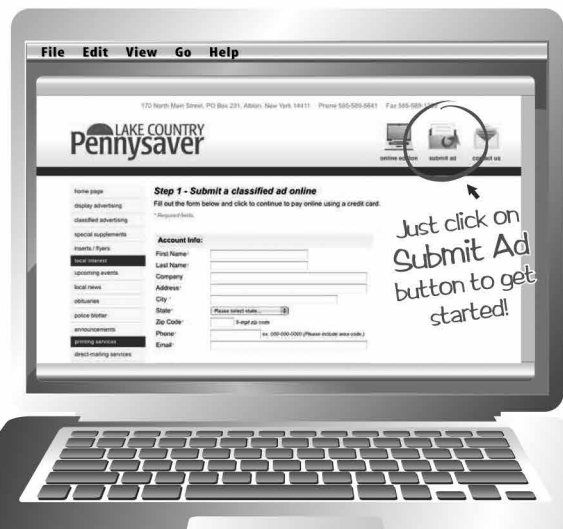 File Edit View Go Help
170 North Main Street, PO Box 231, Albion, New York 14411 Phone 585-589-5641 Fax 585-589-
LAKE COUNTRY
Pennysaver
online edition submit ad contact us
home page
display advertising
classified advertising
special supplements
inserts / flyers
local interest
upcoming events
local news
obituaries
police blotter
announcements
printing services
direct-mailing services
Step 1 - Submit a classified ad online
Fill out the form below and click to continue to pay online using a credit card.
* Required fields.
Account Info:
First Name*
Last Name*
Company
Address*
City*
State* Please select state...
Zip Code* 5-digit zip code
Phone* ex. 000-000-0000 (Please include area code.)
Email*
Just click on
Submit Ad
button to get
started!